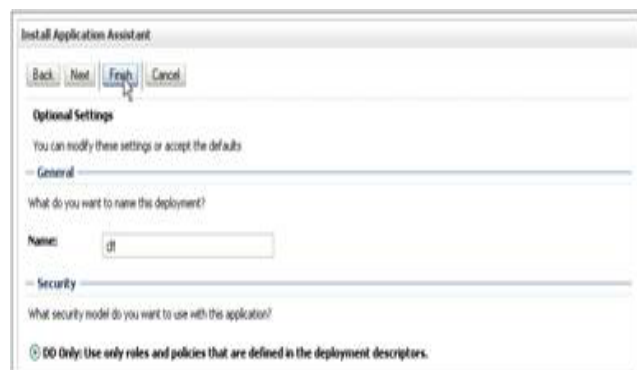 Install Application Assistant
Back Next Finish Cancel
Optional Settings
You can modify these settings or accept the defaults
General
What do you want to name this deployment?
Name:
Security
What security model do you want to use with this application?
DD Only: Use only roles and policies that are defined in the deployment descriptors.